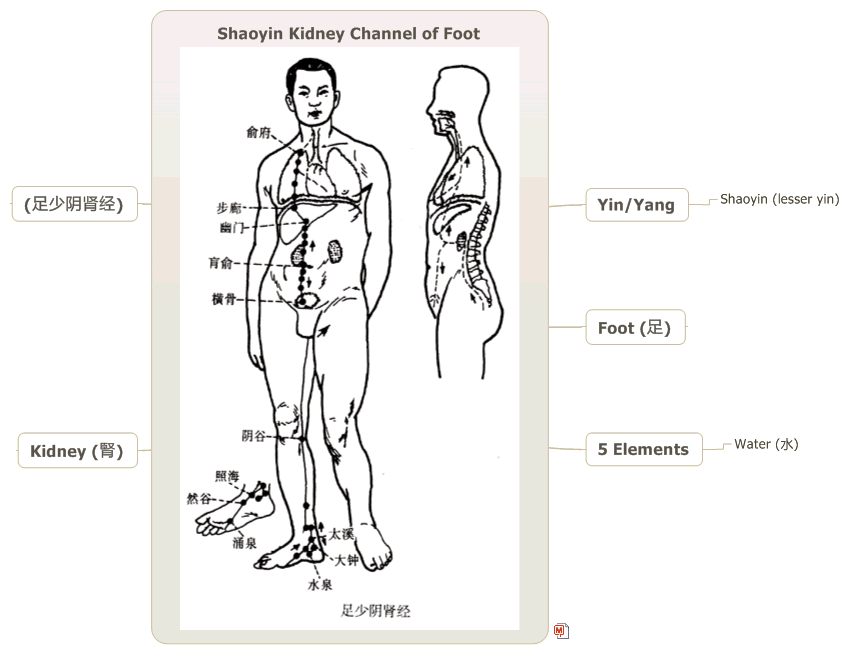 Shaoyin Kidney Channel of Foot
俞府
步廊
幽门
肓俞
横骨
阴谷
照海
然谷
涌泉
太溪
大钟
水泉
足少阴肾经
(足少阴肾经)
Kidney (腎)
Yin/Yang
Shaoyin (lesser yin)
Foot (足)
5 Elements
Water (水)
M